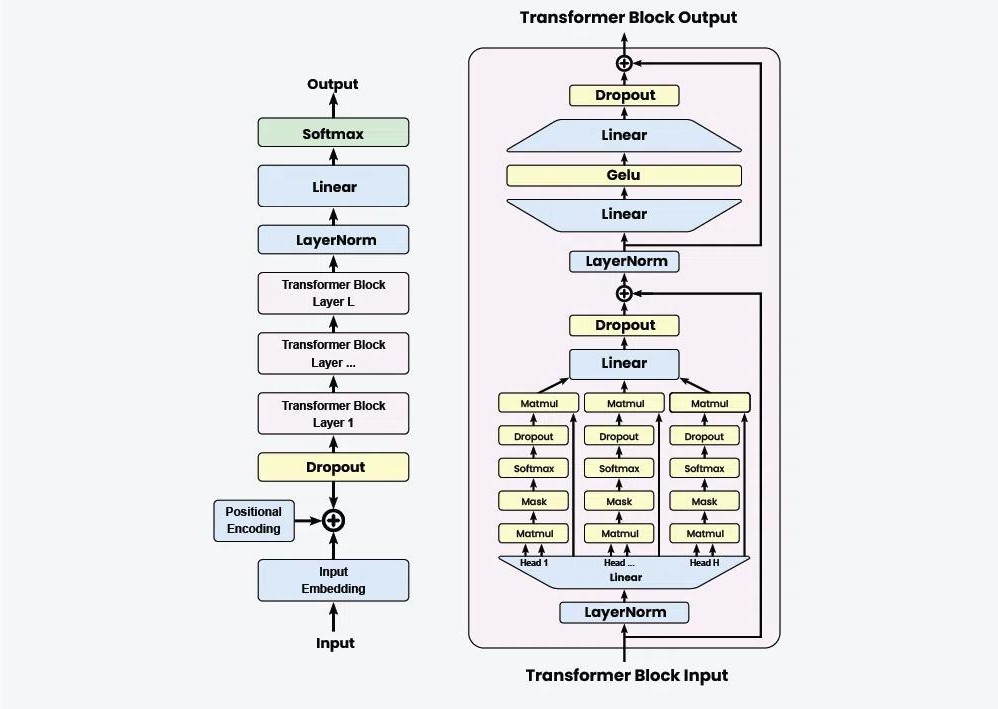 Output
Softmax
Linear
LayerNorm
Transformer Block
Layer L
Transformer Block
Layer ...
Transformer Block
Layer 1
Dropout
Positional
Encoding
Input
Embedding
Input
Transformer Block Output
Dropout
Linear
Gelu
Linear
LayerNorm
Dropout
Linear
Matmul Matmul Matmul
Dropout Dropout Dropout
Softmax Softmax Softmax
Mask Mask Mask
Matmul Matmul Matmul
Head 1 Head ... Head H
Linear
LayerNorm
Transformer Block Input